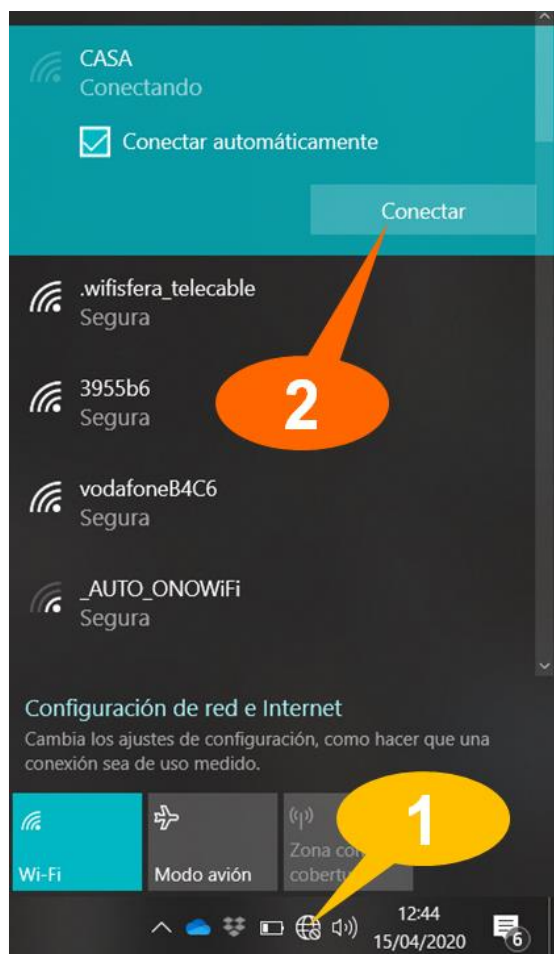 CASA
Conectando
Conectar automáticamente
Conectar
.wifisfera_telecable
Segura
3955b6
Segura
2
vodafoneB4C6
Segura
_AUTO_ONOWiFi
Segura
Configuración de red e Internet
Cambia los ajustes de configuración, como hacer que una
conexión sea de uso medido.
1
Wi-Fi
Modo avión
Zona
12:44
15/04/2020
6